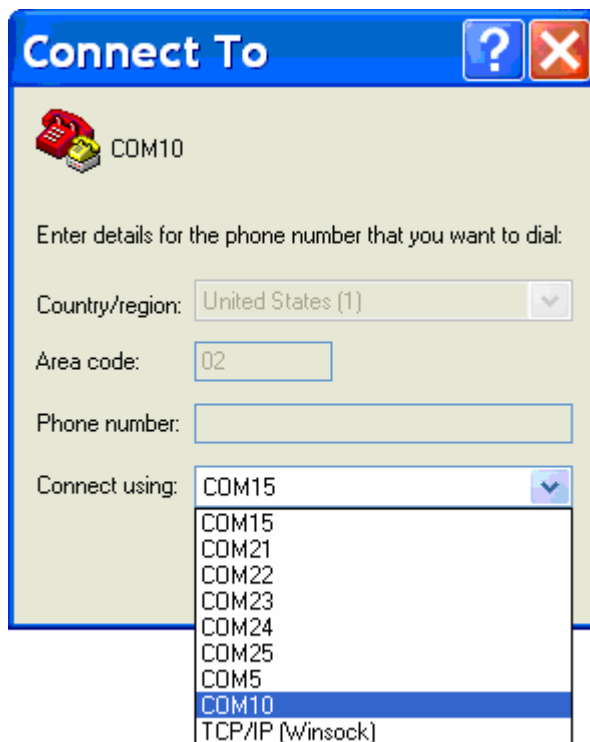 Connect To
COM10
Enter details for the phone number that you want to dial:
Country/region: United States (1)
Area code: 02
Phone number:
Connect using: COM15
COM15
COM21
COM22
COM23
COM24
COM25
COM5
COM10
TCP/IP (Winsock)